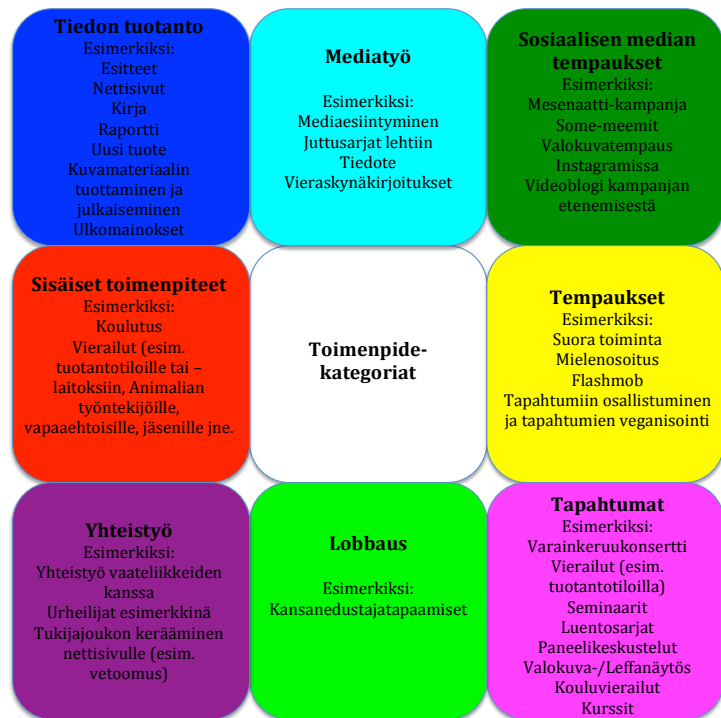 Tiedon tuotanto
Esimerkiksi:
Esitteet
Nettisivut
Kirja
Raportti
Uusi tuote
Kuvamateriaalin
tuottaminen ja
julkaiseminen
Ulkomainokset
Mediatyö
Esimerkiksi:
Mediaesiintyminen
Juttusarjat lehtiin
Tiedote
Vieraskynäkirjoitukset
Sosiaalisen median
tempaukset
Esimerkiksi:
Mesenaatti-kampanja
Some-meemit
Valokuvatempaus
Instagramissa
Videoblogi kampanjan
etenemisestä
Sisäiset toimenpiteet
Esimerkiksi:
Koulutus
Vierailut (esim.
tuotantotiloille tai –
laitoksiin, Animalian
työntekijöille,
vapaaehtoisille, jäsenille jne.
Toimenpide-
kategoriat
Tempaukset
Esimerkiksi:
Suora toiminta
Mielenosoitus
Flashmob
Tapahtumiin osallistuminen
ja tapahtumien veganisointi
Yhteistyö
Esimerkiksi:
Yhteistyö vaateliikkeiden
kanssa
Urheilijat esimerkkinä
Tukijajoukon kerääminen
nettisivulle (esim.
vetoomus)
Lobbaus
Esimerkiksi:
Kansanedustajatapaamiset
Tapahtumat
Esimerkiksi:
Varainkeruukonsertti
Vierailut (esim.
tuotantotiloilla)
Seminaarit
Luentosarjat
Paneelikeskustelut
Valokuva-/Leffanäytös
Kouluvierailut
Kurssit